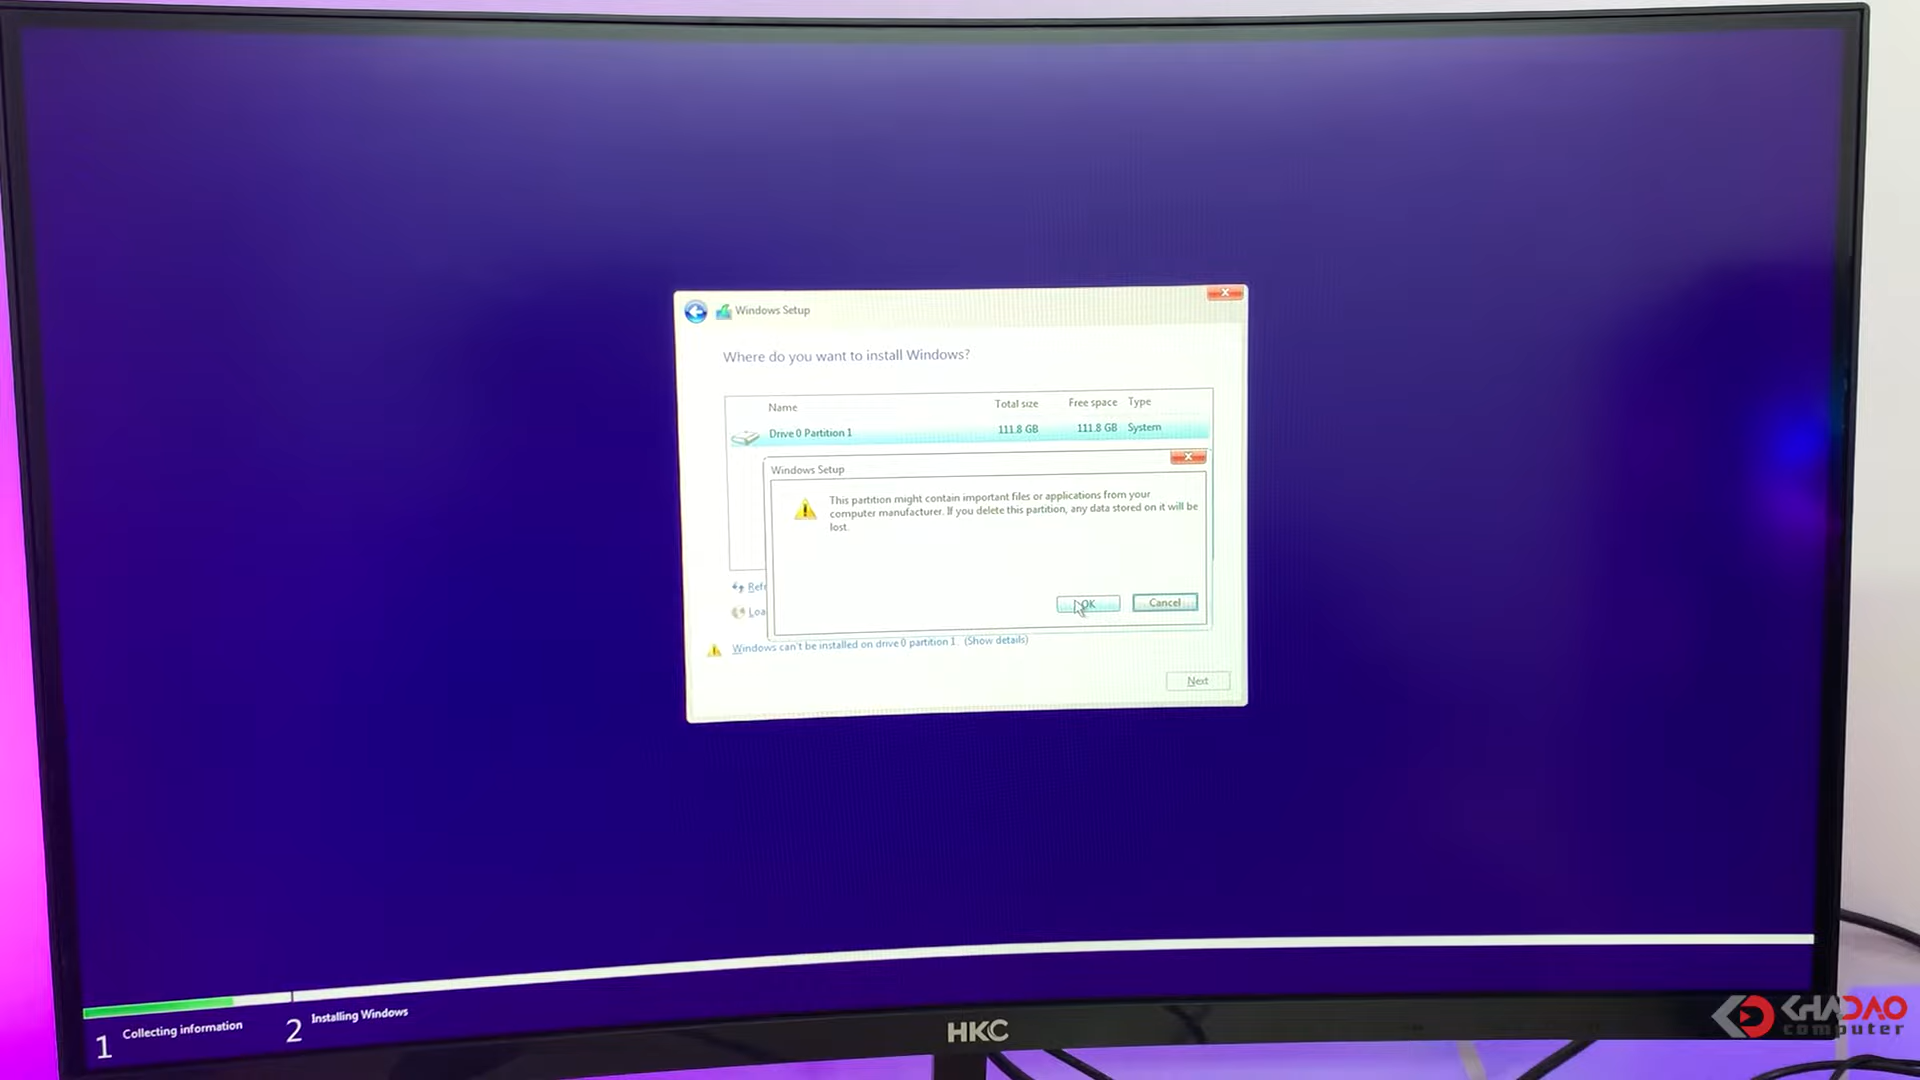 Windows Setup
Where do you want to install Windows?
Name Total size Free space Type
Drive 0 Partition 1 111.8 GB 111.8 GB System
Windows Setup
This partition might contain important files or applications from your
computer manufacturer. If you delete this partition, any data stored on it will be
lost.
Refr
Loa
OK Cancel
Windows can't be installed on drive 0 partition 1. (Show details)
Next
1 Collecting information 2 Installing Windows
HKC
KHADAO
computer